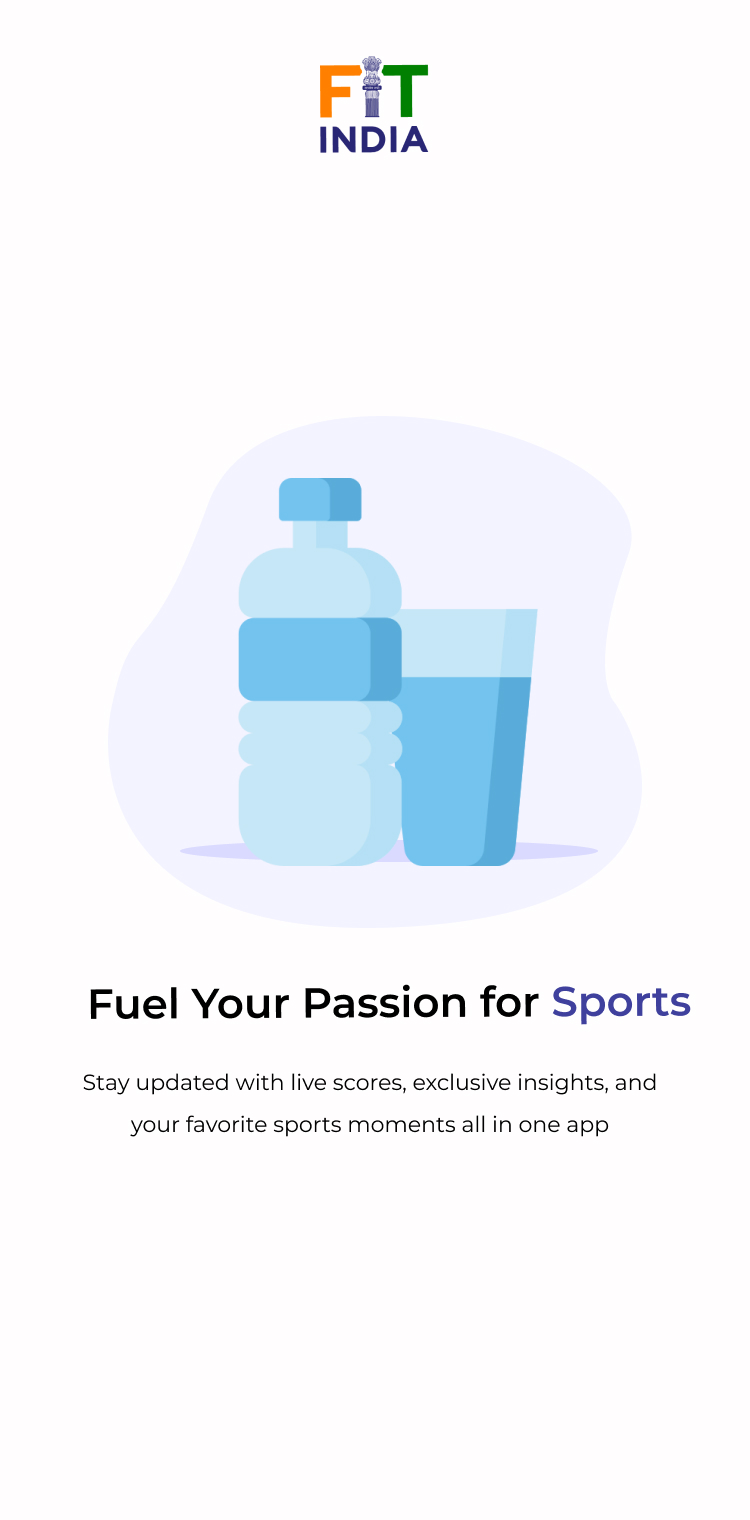 FIT
INDIA
Fuel Your Passion for Sports
Stay updated with live scores, exclusive insights, and
your favorite sports moments all in one app